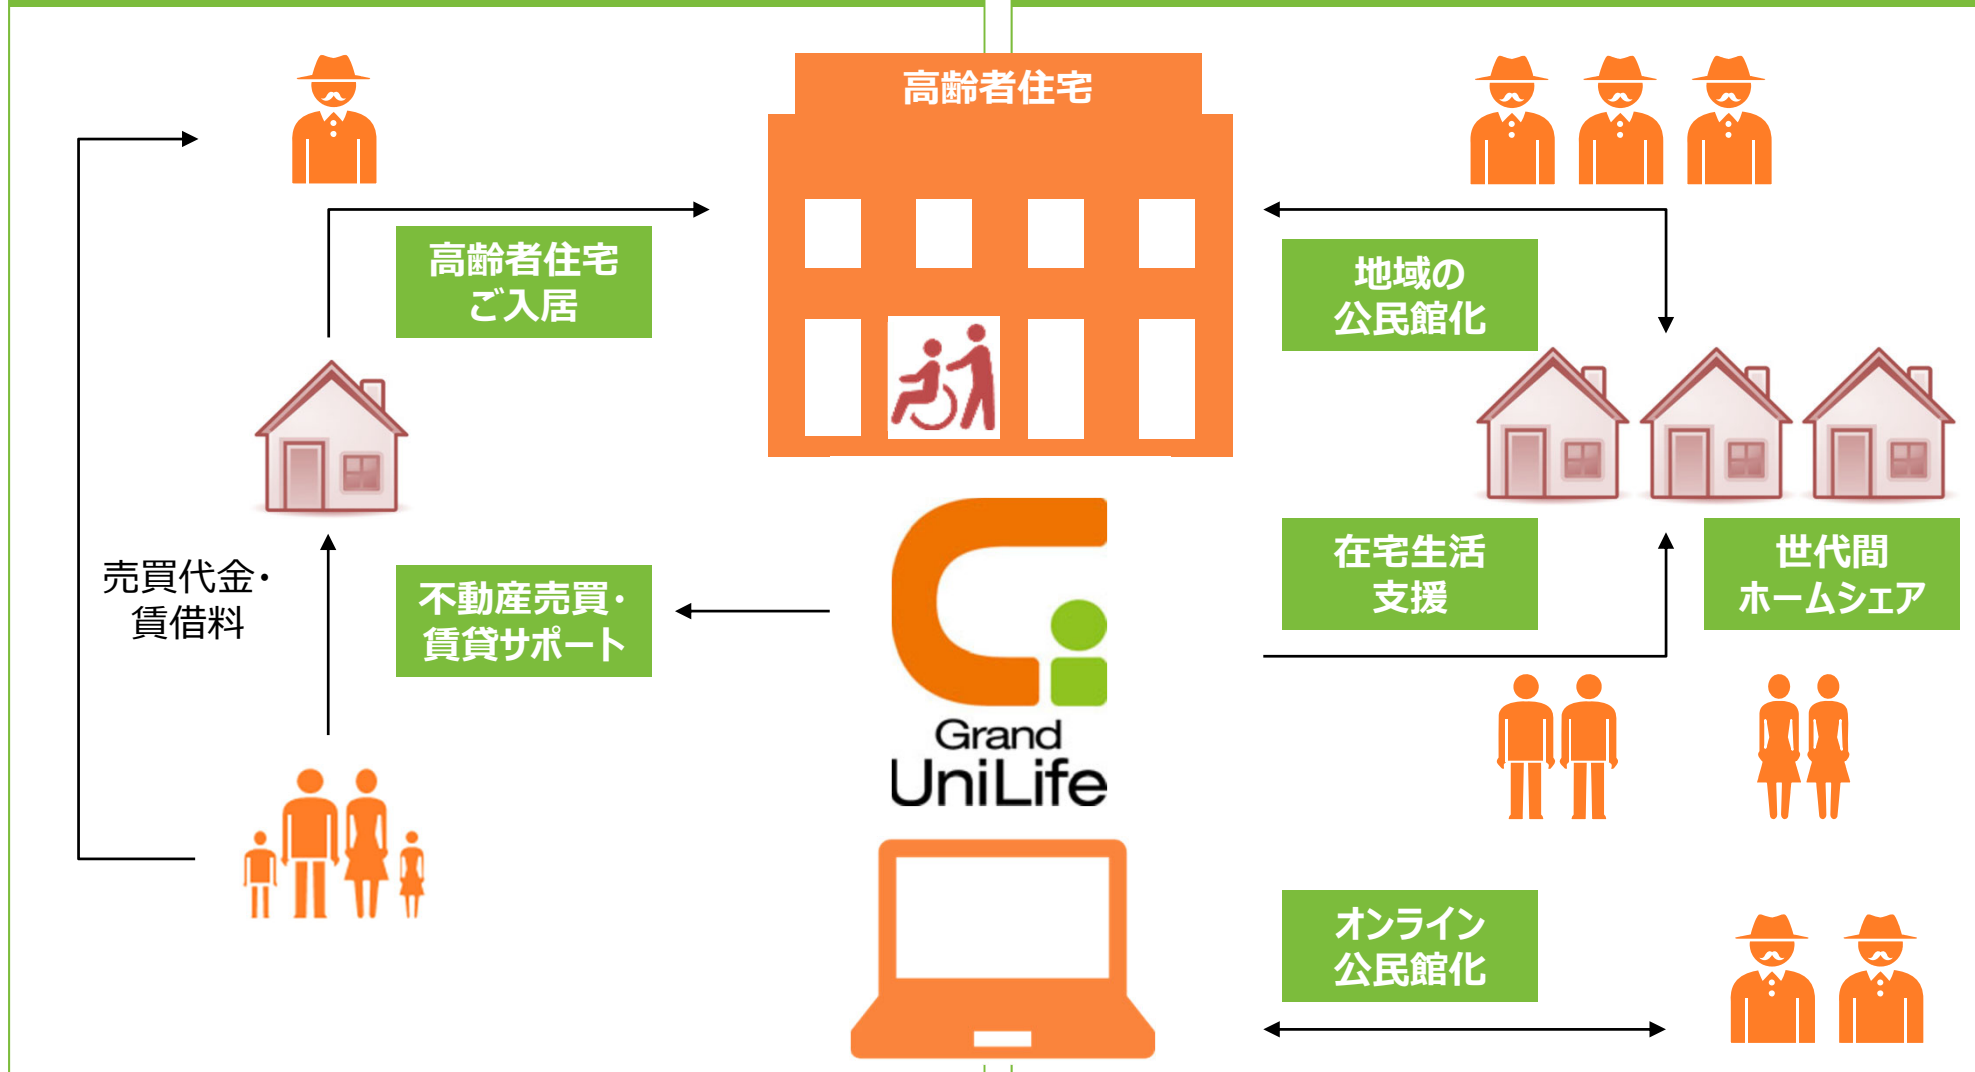 高齢者住宅
高齢者住宅
ご入居
地域の
公民館化
売買代金・
賃借料
不動産売買・
賃貸サポート
在宅生活
支援
世代間
ホームシェア
Grand
UniLife
オンライン
公民館化